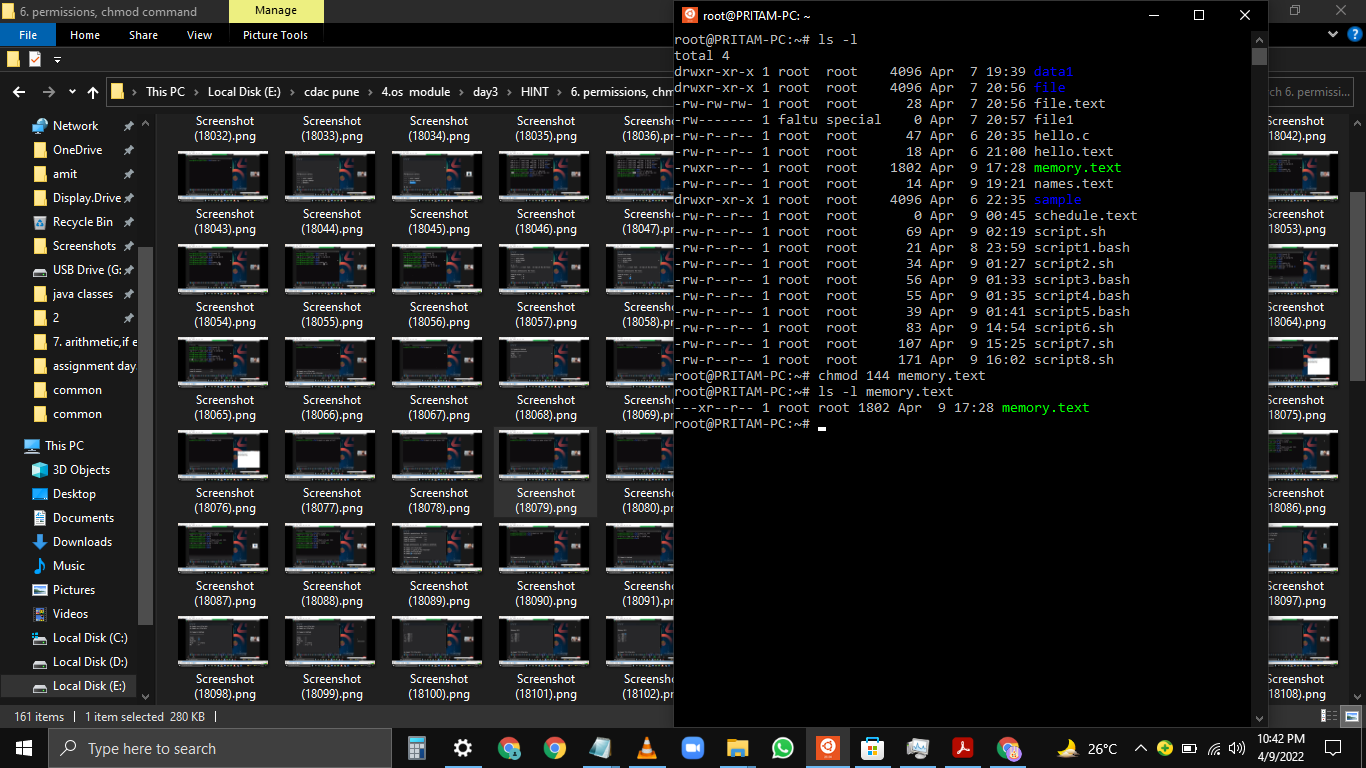 6. permissions, chmod command
Manage
File Home Share View Picture Tools
This PC Local Disk (E:) cdac pune 4.os module day3 HINT 6. permissions, chm
ch 6. permissi...
Network
OneDrive
amit
Display.Drive
Recycle Bin
Screenshots
USB Drive (G:
java classes
2
7. arithmetic,if e
assignment day
common
common
This PC
3D Objects
Desktop
Documents
Downloads
Music
Pictures
Videos
Local Disk (C:)
Local Disk (D:)
Local Disk (E:)
Screenshot Screenshot Screenshot Screenshot Screenshot Screenshot
(18032).png (18033).png (18034).png (18035).png (18036).png (18042).png
Screenshot Screenshot Screenshot Screenshot Screenshot Screenshot
(18043).png (18044).png (18045).png (18046).png (18047).png (18053).png
Screenshot Screenshot Screenshot Screenshot Screenshot Screenshot
(18054).png (18055).png (18056).png (18057).png (18058).png (18064).png
Screenshot Screenshot Screenshot Screenshot Screenshot Screenshot
(18065).png (18066).png (18067).png (18068).png (18069).png (18075).png
Screenshot Screenshot Screenshot Screenshot Screenshot Screenshot
(18076).png (18077).png (18078).png (18079).png (18080).png (18086).png
Screenshot Screenshot Screenshot Screenshot Screenshot Screenshot
(18087).png (18088).png (18089).png (18090).png (18091).png (18097).png
Screenshot Screenshot Screenshot Screenshot Screenshot Screenshot
(18098).png (18099).png (18100).png (18101).png (18102).png (18108).png
161 items 1 item selected 280 KB
root@PRITAM-PC: ~
root@PRITAM-PC:~# ls -l
total 4
drwxr-xr-x 1 root root 4096 Apr 7 19:39 data1
drwxr-xr-x 1 root root 4096 Apr 7 20:56 file
-rw-rw-rw- 1 root root 28 Apr 7 20:56 file.text
-rw------- 1 faltu special 0 Apr 7 20:57 file1
-rw-r--r-- 1 root root 47 Apr 6 20:35 hello.c
-rw-r--r-- 1 root root 18 Apr 6 21:00 hello.text
-rwxr--r-- 1 root root 1802 Apr 9 17:28 memory.text
-rw-r--r-- 1 root root 14 Apr 9 19:21 names.text
drwxr-xr-x 1 root root 4096 Apr 6 22:35 sample
-rw-r--r-- 1 root root 0 Apr 9 00:45 schedule.text
-rw-r--r-- 1 root root 69 Apr 9 02:19 script.sh
-rw-r--r-- 1 root root 21 Apr 8 23:59 script1.bash
-rw-r--r-- 1 root root 34 Apr 9 01:27 script2.sh
-rw-r--r-- 1 root root 56 Apr 9 01:33 script3.bash
-rw-r--r-- 1 root root 55 Apr 9 01:35 script4.bash
-rw-r--r-- 1 root root 39 Apr 9 01:41 script5.bash
-rw-r--r-- 1 root root 83 Apr 9 14:54 script6.sh
-rw-r--r-- 1 root root 107 Apr 9 15:25 script7.sh
-rw-r--r-- 1 root root 171 Apr 9 16:02 script8.sh
root@PRITAM-PC:~# chmod 144 memory.text
root@PRITAM-PC:~# ls -l memory.text
---xr--r-- 1 root root 1802 Apr 9 17:28 memory.text
root@PRITAM-PC:~#
Type here to search
26°C
10:42 PM
4/9/2022